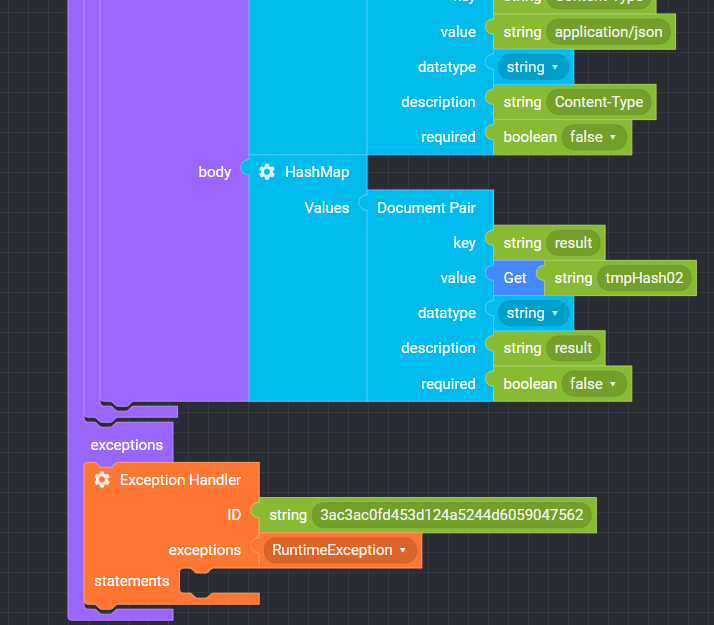 key string Content-Type
value string application/json
datatype string
description string Content-Type
required boolean false
body HashMap
Values Document Pair
key string result
value Get string tmpHash02
datatype string
description string result
required boolean false
exceptions
Exception Handler
ID string 3ac3ac0fd453d124a5244d6059047562
exceptions RuntimeException
statements